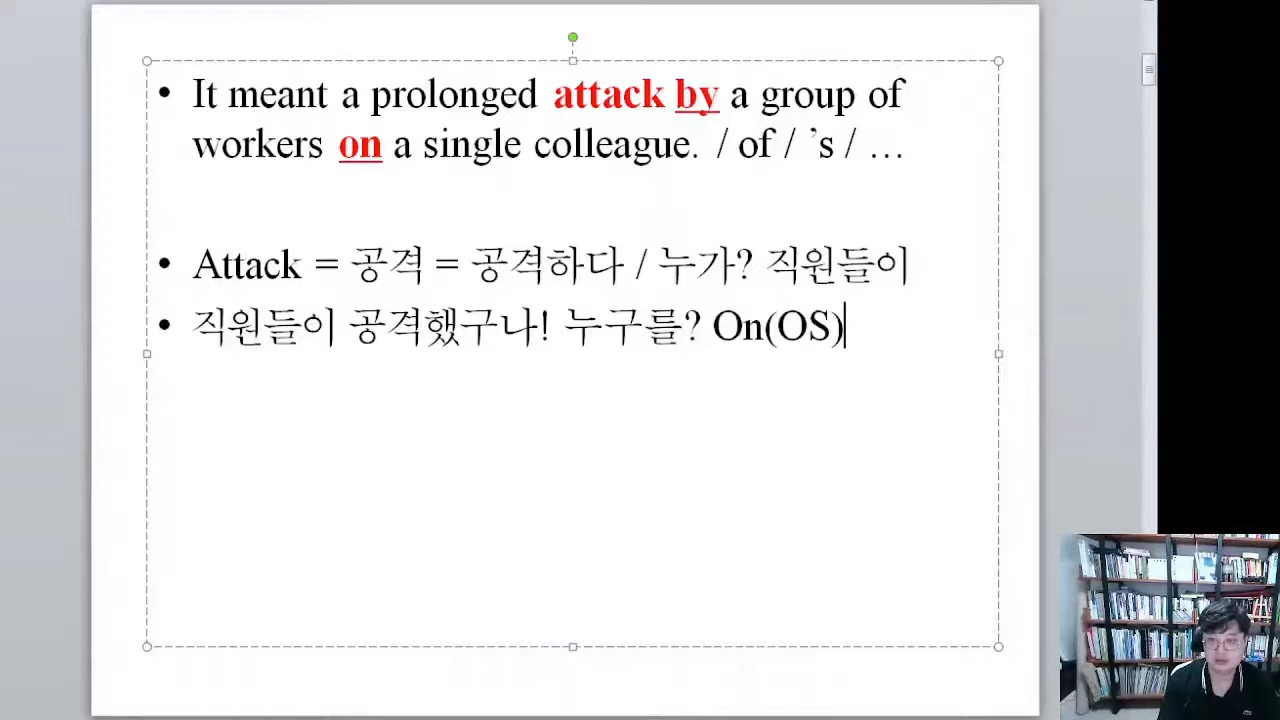 • It meant a prolonged attack by a group of
workers on a single colleague. / of / ’s / …
• Attack = 공격 = 공격하다 / 누가? 직원들이
• 직원들이 공격했구나! 누구를? On(OS)